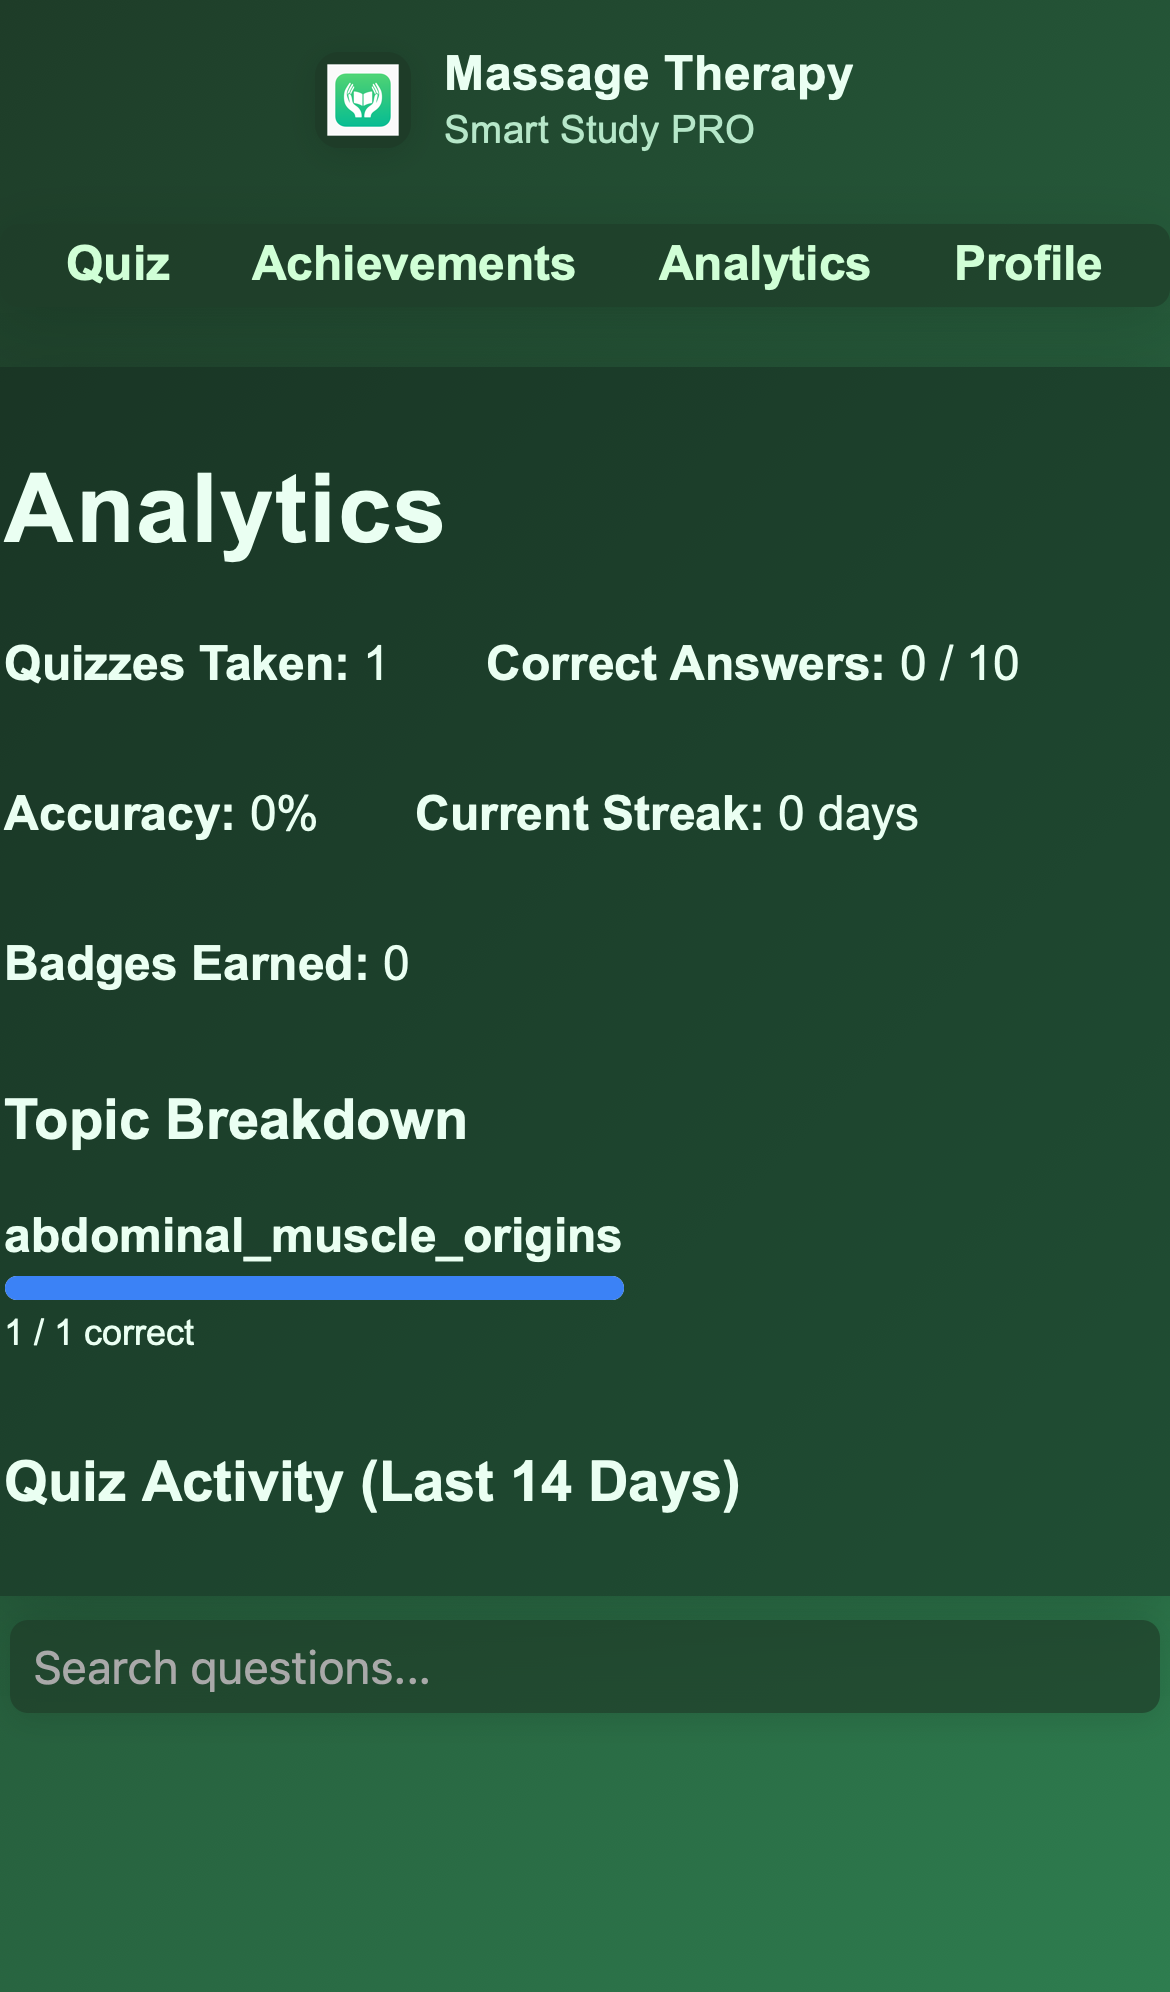 Massage Therapy
Smart Study PRO
Quiz Achievements Analytics Profile
Analytics
Quizzes Taken: 1 Correct Answers: 0 / 10
Accuracy: 0% Current Streak: 0 days
Badges Earned: 0
Topic Breakdown
abdominal_muscle_origins
1 / 1 correct
Quiz Activity (Last 14 Days)
Search questions...